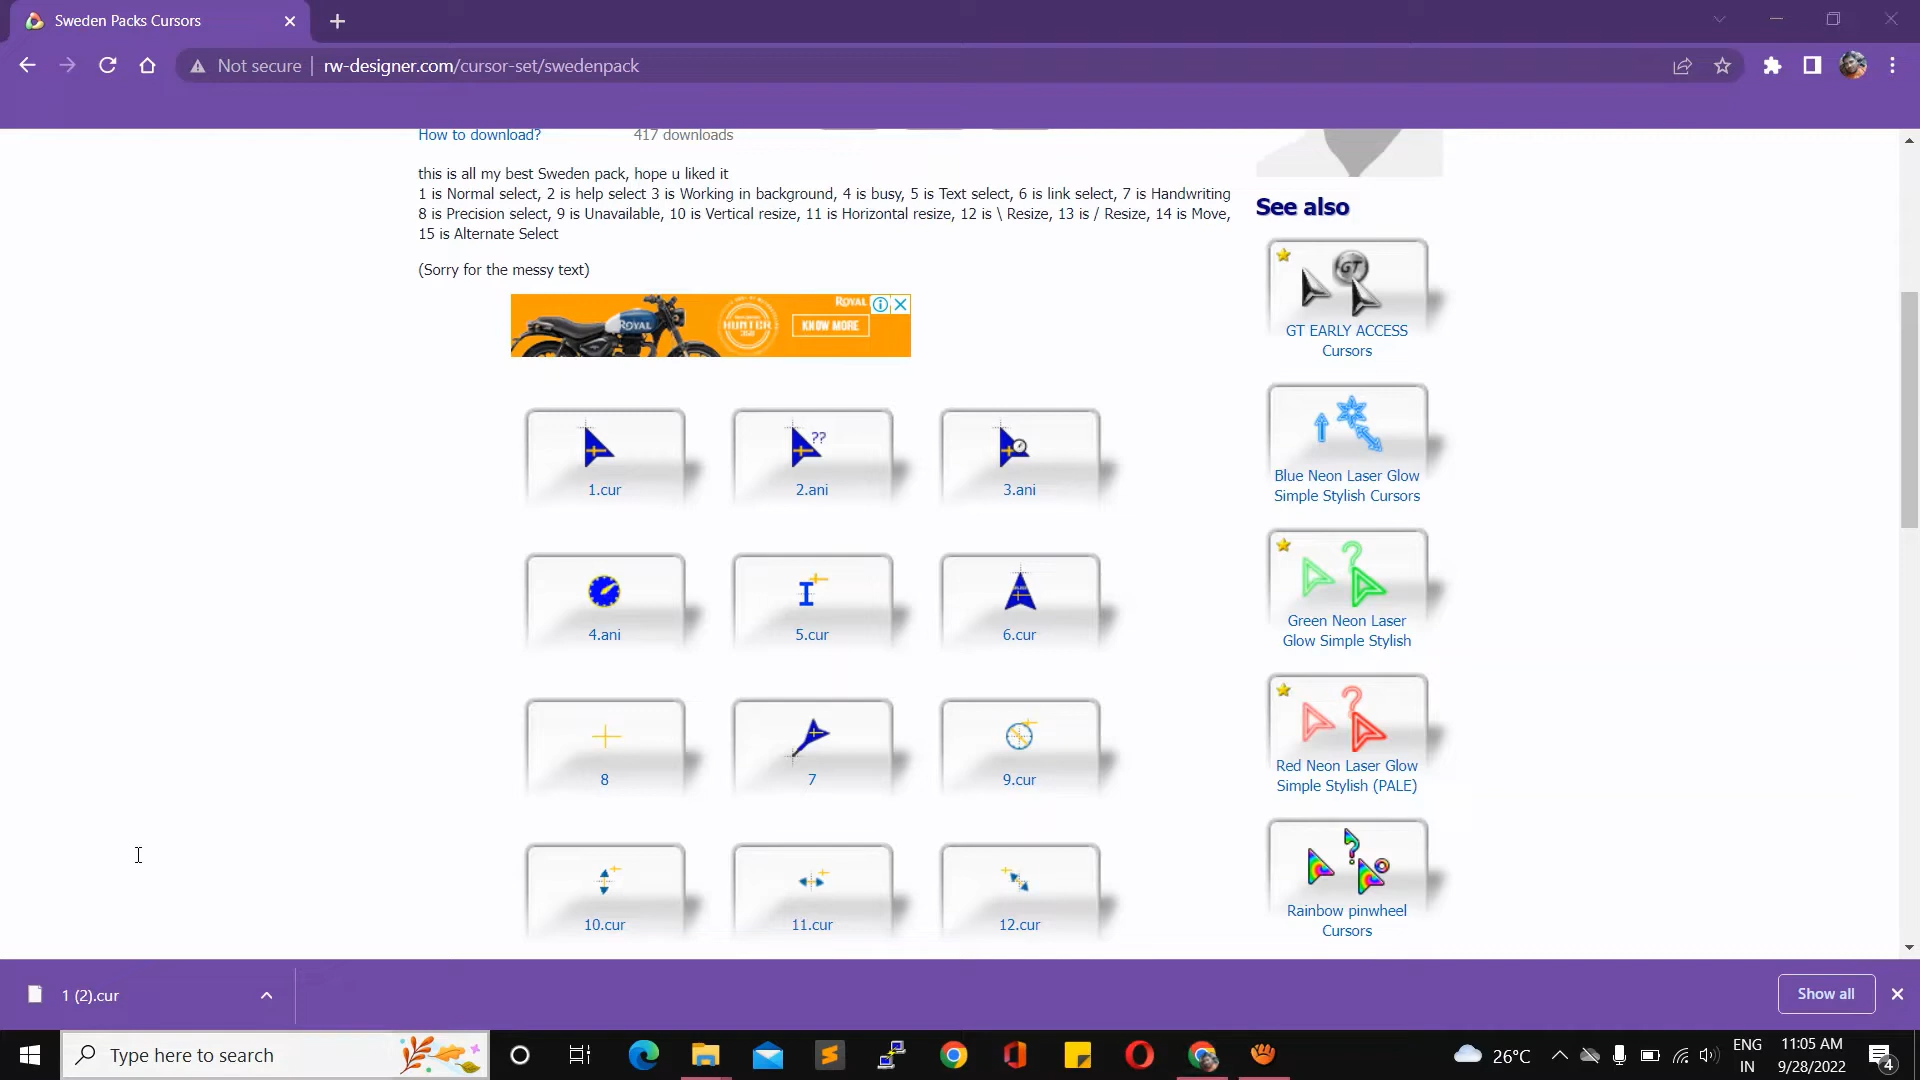 Sweden Packs Cursors
Not secure
rw-designer.com/cursor-set/swedenpack
How to download?
417 downloads
this is all my best Sweden pack, hope u liked it
1 is Normal select, 2 is help select 3 is Working in background, 4 is busy, 5 is Text select, 6 is link select, 7 is Handwriting
8 is Precision select, 9 is Unavailable, 10 is Vertical resize, 11 is Horizontal resize, 12 is \ Resize, 13 is / Resize, 14 is Move,
15 is Alternate Select
(Sorry for the messy text)
ROYAL
ROYAL
HUNTER
KNOW MORE
1.cur
2.ani
3.ani
4.ani
5.cur
6.cur
8
7
9.cur
10.cur
11.cur
12.cur
See also
GT
GT EARLY ACCESS
Cursors
Blue Neon Laser Glow
Simple Stylish Cursors
Green Neon Laser
Glow Simple Stylish
Red Neon Laser Glow
Simple Stylish (PALE)
Rainbow pinwheel
Cursors
1 (2).cur
Show all
Type here to search
26°C
ENG
IN
11:05 AM
9/28/2022
4